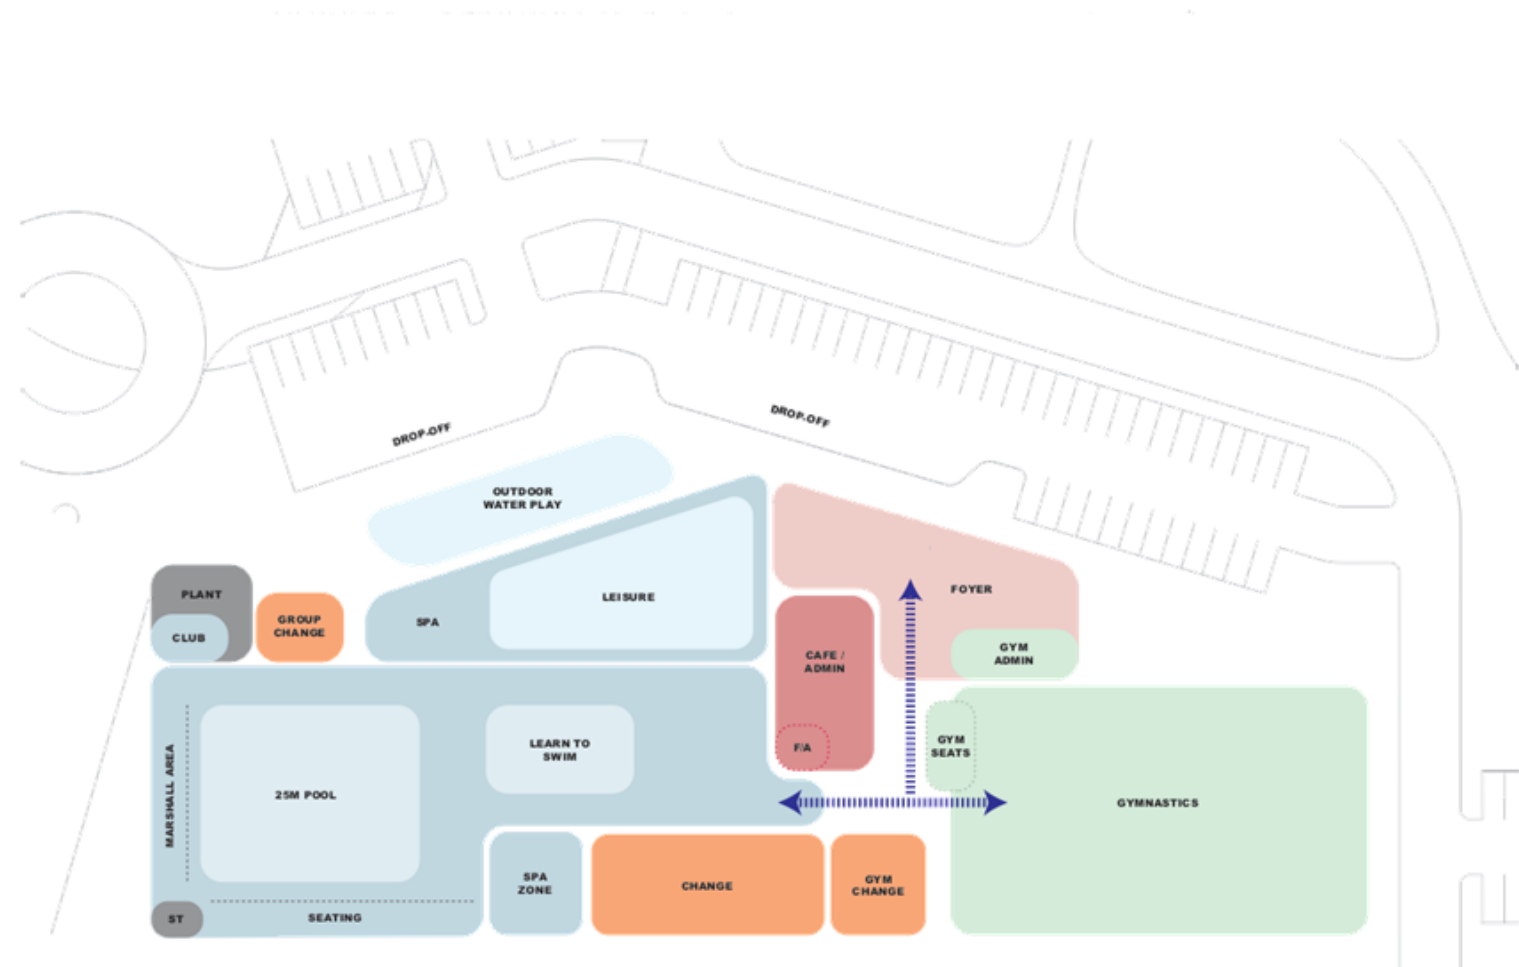 DROP-OFF
DROP-OFF
OUTDOOR
WATER PLAY
PLANT
CLUB
GROUP
CHANGE
SPA
LEISURE
FOYER
CAFE /
ADMIN
GYM
ADMIN
F/A
GYM
SEATS
MARSHALL AREA
25M POOL
LEARN TO
SWIM
GYMNASTICS
SPA
ZONE
CHANGE
GYM
CHANGE
ST
SEATING